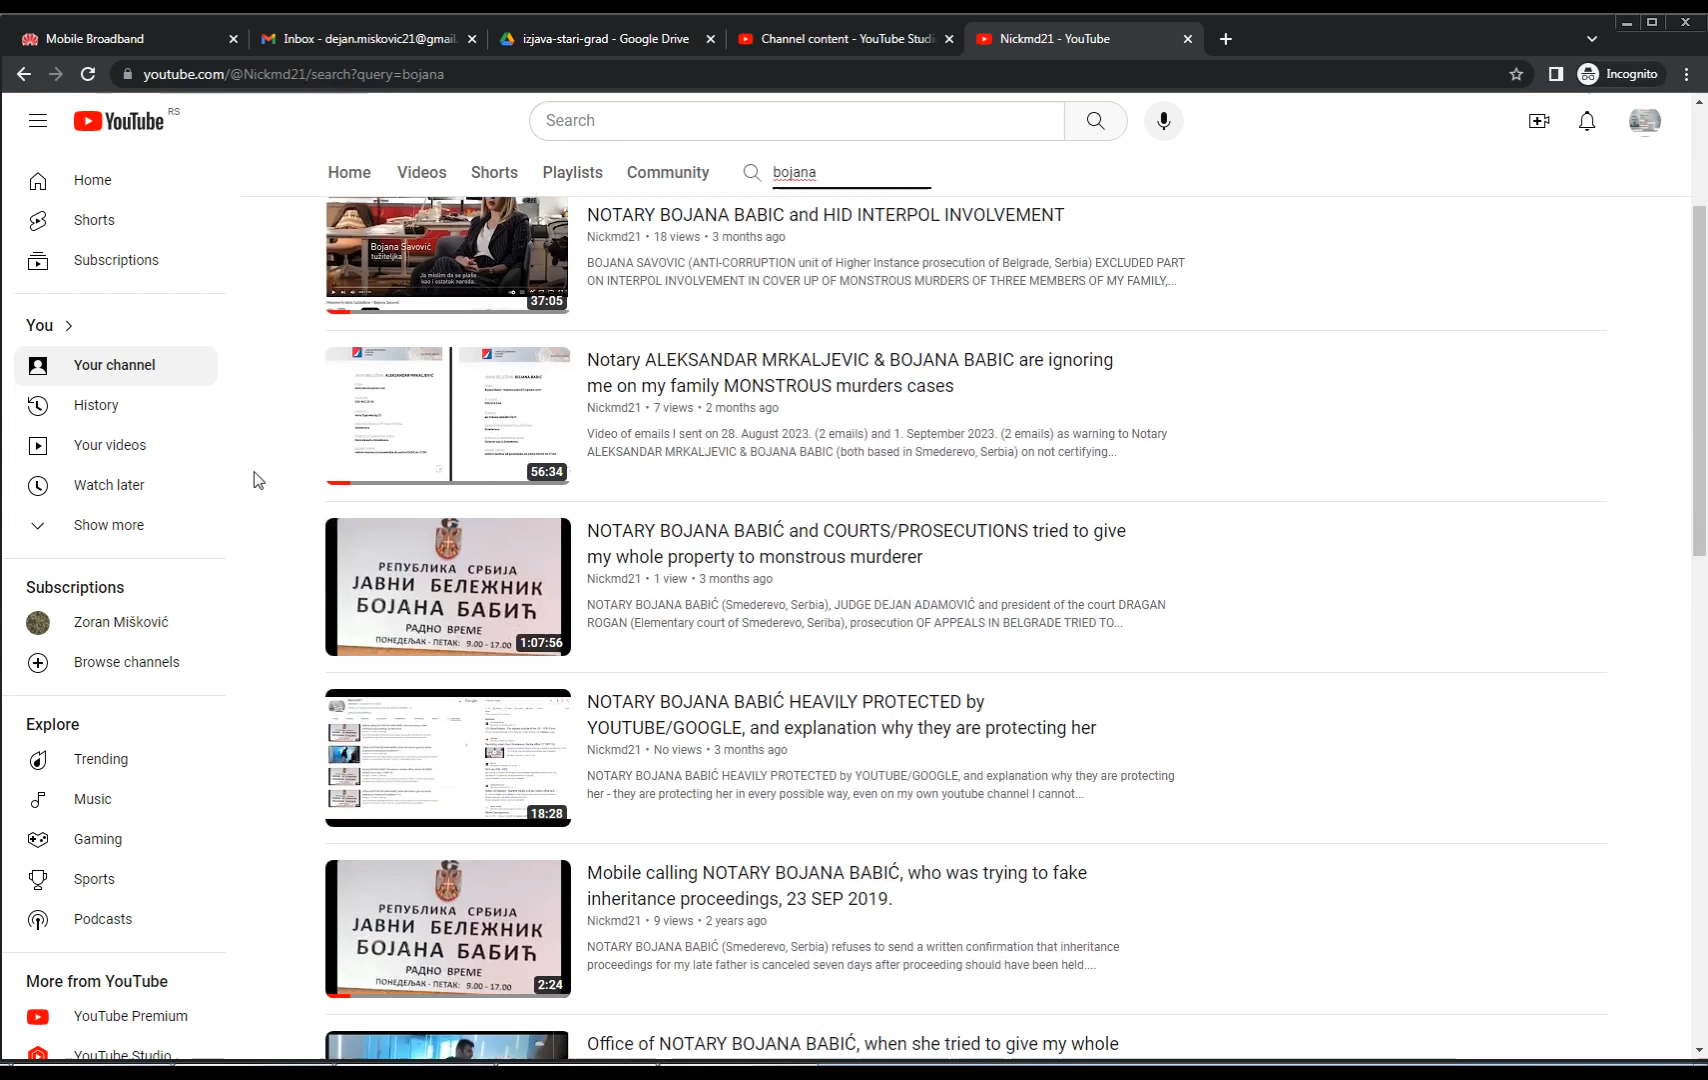 Mobile Broadband
Inbox - dejan.miskovic21@gmail.
izjava-stari-grad - Google Drive
Channel content - YouTube Studi
Nickmd21 - YouTube
youtube.com/@Nickmd21/search?query=bojana
Incognito
YouTube RS
Search
Home
Videos
Shorts
Playlists
Community
bojana
Home
Shorts
Subscriptions
You
Your channel
History
Your videos
Watch later
Show more
Subscriptions
Zoran Mišković
Browse channels
Explore
Trending
Music
Gaming
Sports
Podcasts
More from YouTube
YouTube Premium
YouTube Studio
Bojana Savović
tužiteljka
Ja mislim da se plaše
kao i ostatak naroda.
37:05
NOTARY BOJANA BABIC and HID INTERPOL INVOLVEMENT
Nickmd21 • 18 views • 3 months ago
BOJANA SAVOVIC (ANTI-CORRUPTION unit of Higher Instance prosecution of Belgrade, Serbia) EXCLUDED PART
ON INTERPOL INVOLVEMENT IN COVER UP OF MONSTROUS MURDERS OF THREE MEMBERS OF MY FAMILY,...
56:34
Notary ALEKSANDAR MRKALJEVIC & BOJANA BABIC are ignoring
me on my family MONSTROUS murders cases
Nickmd21 • 7 views • 2 months ago
Video of emails I sent on 28. August 2023. (2 emails) and 1. September 2023. (2 emails) as warning to Notary
ALEKSANDAR MRKALJEVIC & BOJANA BABIC (both based in Smederevo, Serbia) on not certifying...
РЕПУБЛИКА СРБИЈА
ЈАВНИ БЕЛЕЖНИК
БОЈАНА БАБИЋ
РАДНО ВРЕМЕ
ПОНЕДЕЉАК - ПЕТАК: 9.00 - 17.00
1:07:56
NOTARY BOJANA BABIĆ and COURTS/PROSECUTIONS tried to give
my whole property to monstrous murderer
Nickmd21 • 1 view • 3 months ago
NOTARY BOJANA BABIĆ (Smederevo, Serbia), JUDGE DEJAN ADAMOVIĆ and president of the court DRAGAN
ROGAN (Elementary court of Smederevo, Seriba), prosecution OF APPEALS IN BELGRADE TRIED TO...
18:28
NOTARY BOJANA BABIĆ HEAVILY PROTECTED by
YOUTUBE/GOOGLE, and explanation why they are protecting her
Nickmd21 • No views • 3 months ago
NOTARY BOJANA BABIĆ HEAVILY PROTECTED by YOUTUBE/GOOGLE, and explanation why they are protecting
her - they are protecting her in every possible way, even on my own youtube channel I cannot...
РЕПУБЛИКА СРБИЈА
ЈАВНИ БЕЛЕЖНИК
БОЈАНА БАБИЋ
РАДНО ВРЕМЕ
ПОНЕДЕЉАК - ПЕТАК: 9.00 - 17.00
2:24
Mobile calling NOTARY BOJANA BABIĆ, who was trying to fake
inheritance proceedings, 23 SEP 2019.
Nickmd21 • 9 views • 2 years ago
NOTARY BOJANA BABIĆ (Smederevo, Serbia) refuses to send a written confirmation that inheritance
proceedings for my late father is canceled seven days after proceeding should have been held....
Office of NOTARY BOJANA BABIĆ, when she tried to give my whole